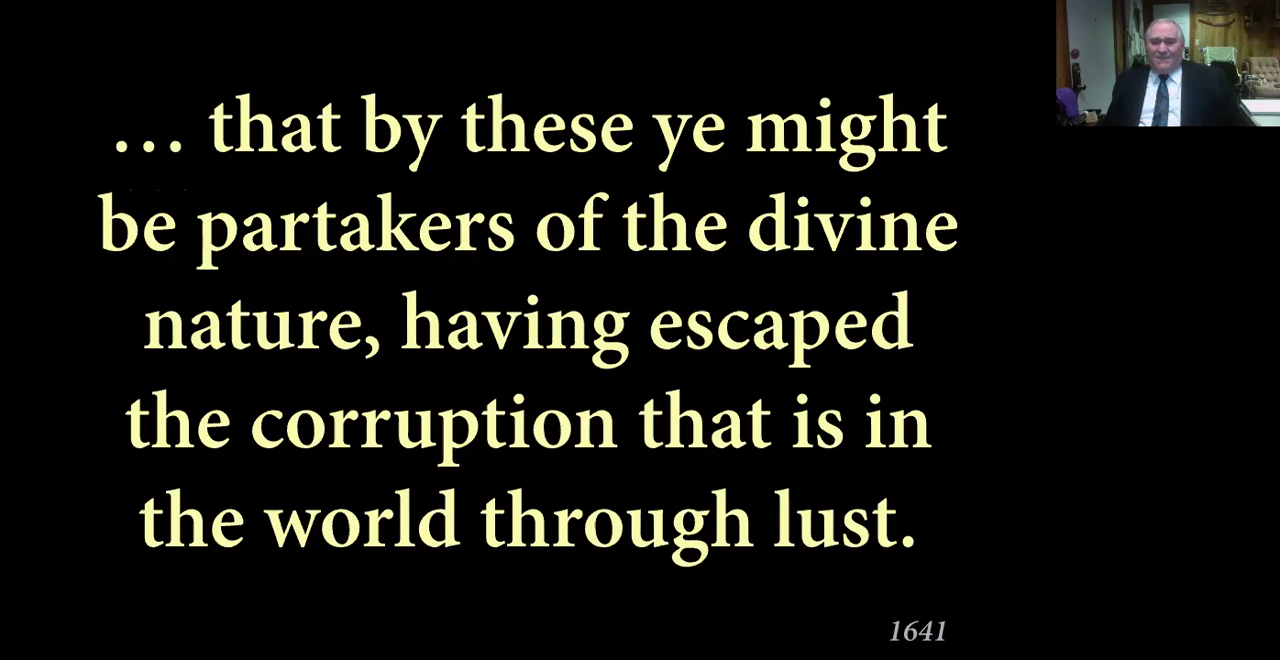 … that by these ye might
be partakers of the divine
nature, having escaped
the corruption that is in
the world through lust.
1641